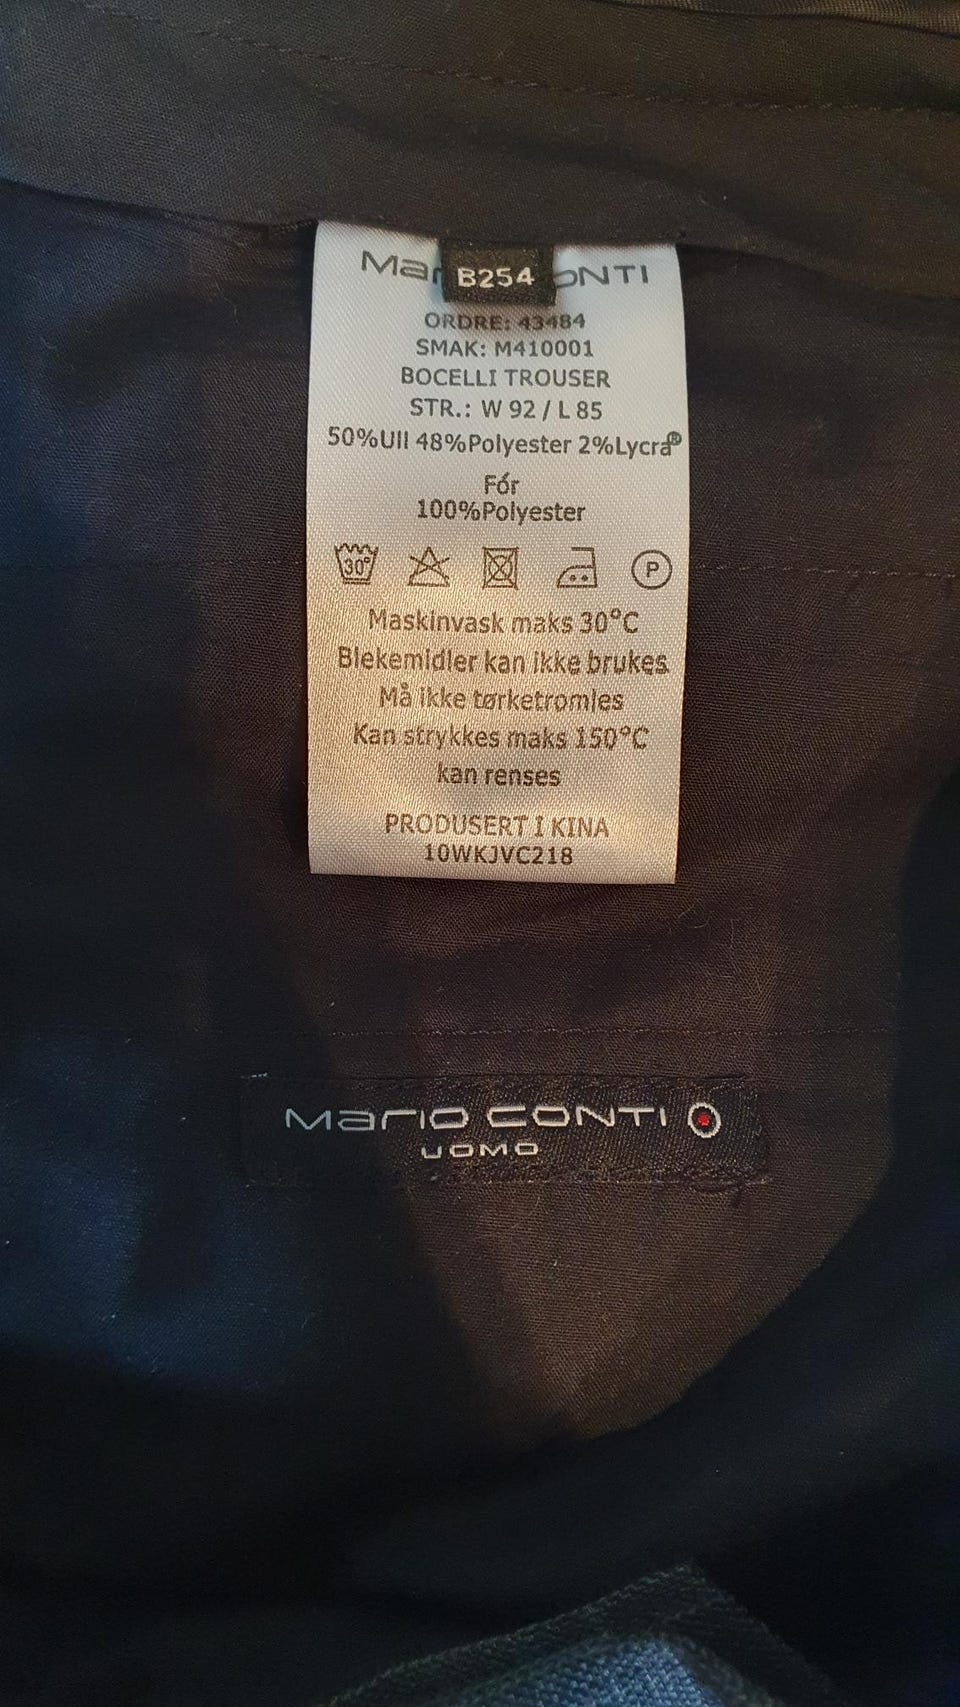 Mario CONTI
B254
ORDRE: 43484
SMAK: M410001
BOCELLI TROUSER
STR.: W 92 / L 85
50%Ull 48%Polyester 2%Lycra®
Fór
100%Polyester
30°
P
Maskinvask maks 30°C
Blekemidler kan ikke brukes
Må ikke tørketromles
Kan strykkes maks 150°C
kan renses
PRODUSERT I KINA
10WKJVC218
Mario CONTI
UOMO